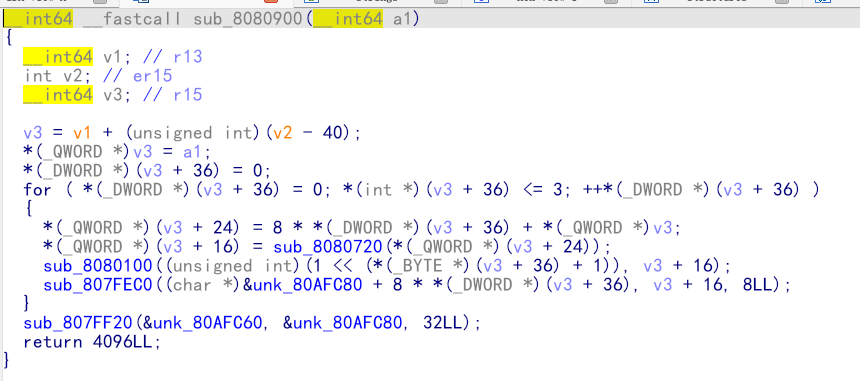 __int64 __fastcall sub_8080900(__int64 a1)
{
  __int64 v1; // r13
  int v2; // er15
  __int64 v3; // r15

  v3 = v1 + (unsigned int)(v2 - 40);
  *(_QWORD *)v3 = a1;
  *(_DWORD *)(v3 + 36) = 0;
  for ( *(_DWORD *)(v3 + 36) = 0; *(int *)(v3 + 36) <= 3; ++*(_DWORD *)(v3 + 36) )
  {
    *(_QWORD *)(v3 + 24) = 8 * *(_DWORD *)(v3 + 36) + *(_QWORD *)v3;
    *(_QWORD *)(v3 + 16) = sub_8080720(*(_QWORD *)(v3 + 24));
    sub_8080100((unsigned int)(1 << (*(_BYTE *)(v3 + 36) + 1)), v3 + 16);
    sub_807FEC0((char *)&unk_80AFC80 + 8 * *(_DWORD *)(v3 + 36), v3 + 16, 8LL);
  }
  sub_807FF20(&unk_80AFC60, &unk_80AFC80, 32LL);
  return 4096LL;
}